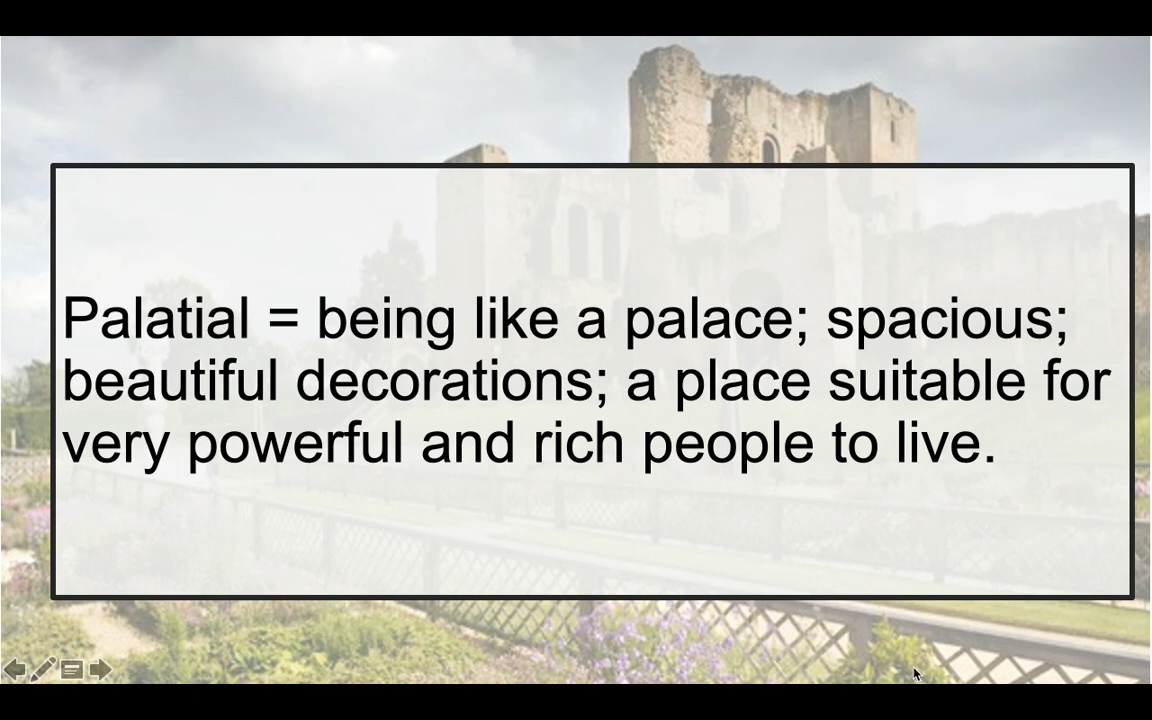 Palatial = being like a palace; spacious;
beautiful decorations; a place suitable for
very powerful and rich people to live.